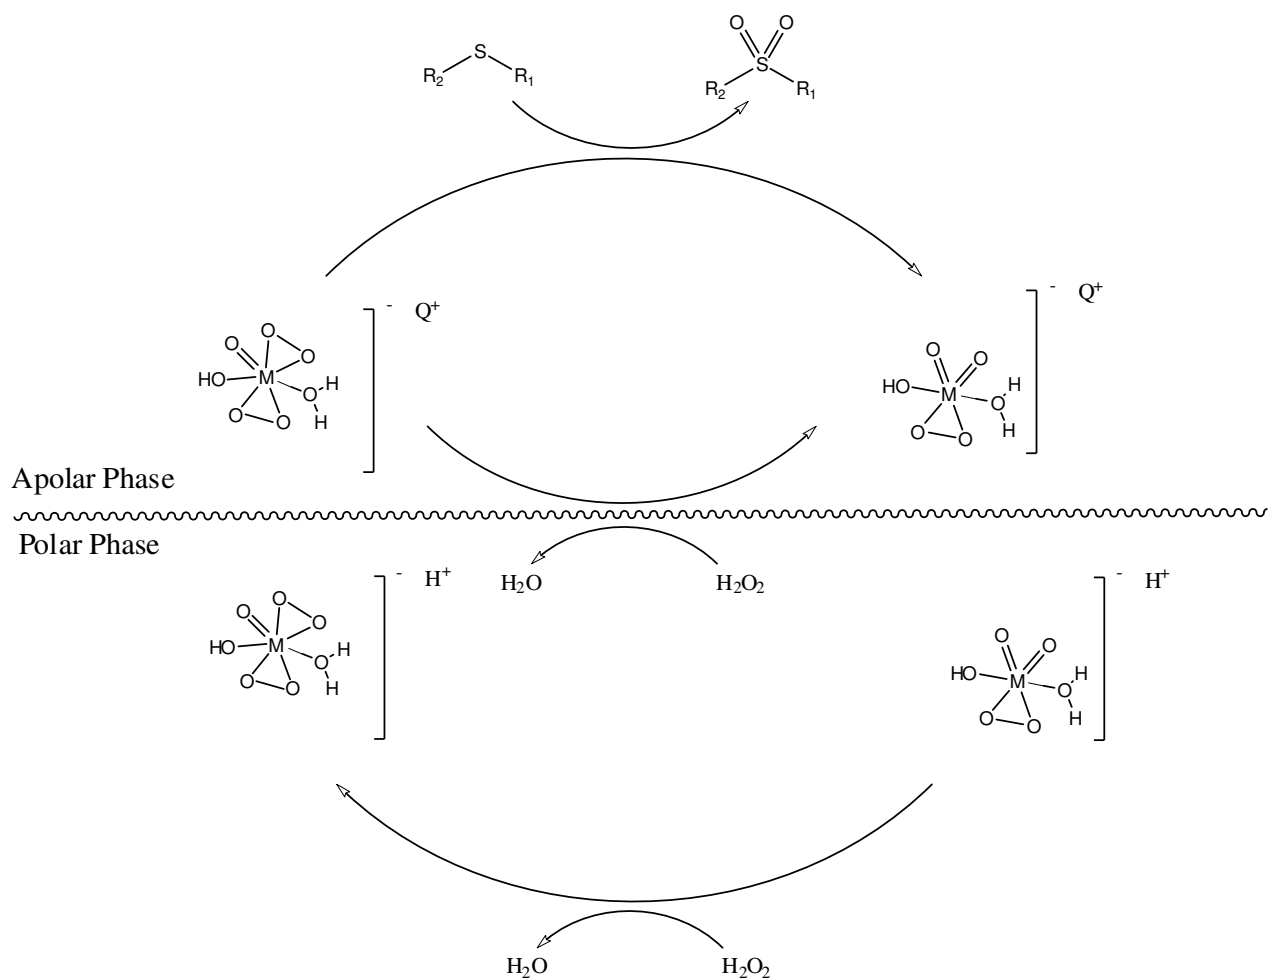 O O
S
R2 R1
S
R2 R1
- Q+
- Q+
O
O
O
HO M O H
O O H
O O
HO M O H
O O H
Apolar Phase
Polar Phase
H2O H2O2
- H+
- H+
O
O
O
HO M O H
O O H
O O
HO M O H
O O H
H2O H2O2